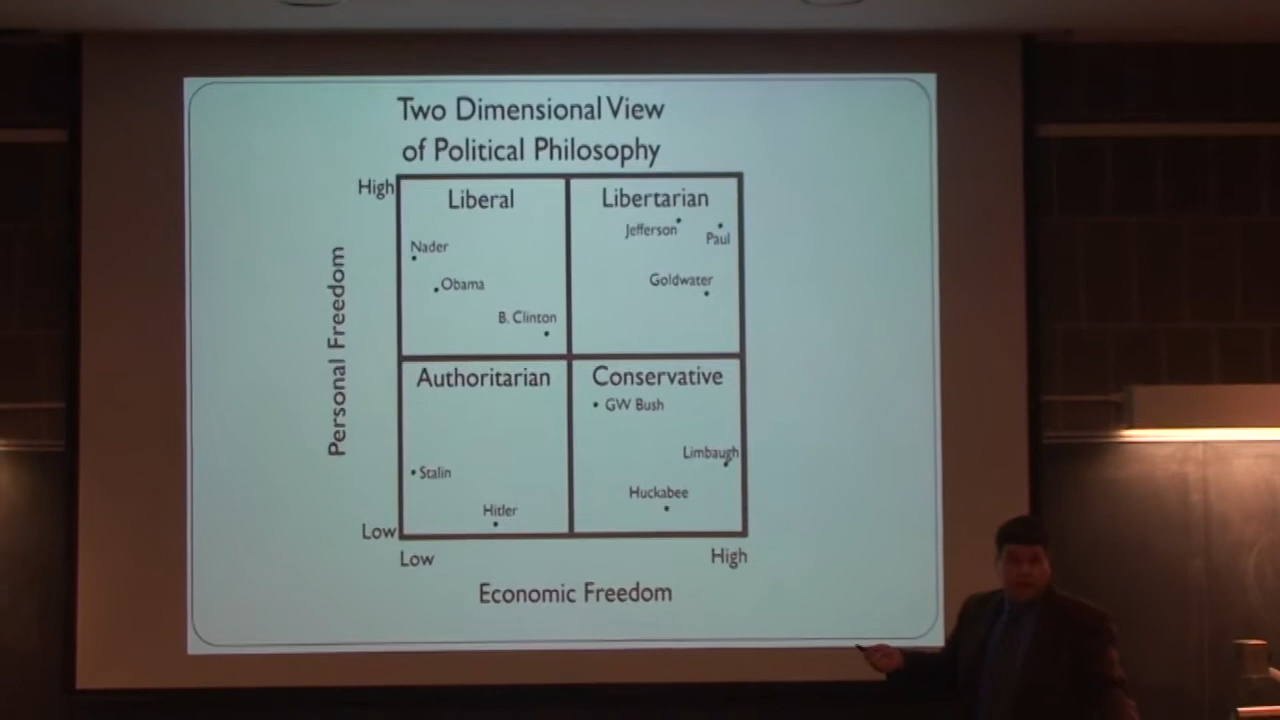 Two Dimensional View
of Political Philosophy
High
Liberal
Libertarian
Jefferson
Paul
Nader
Obama
Goldwater
B. Clinton
Personal Freedom
Authoritarian
Conservative
GW Bush
Limbaugh
Stalin
Huckabee
Hitler
Low
Low
High
Economic Freedom